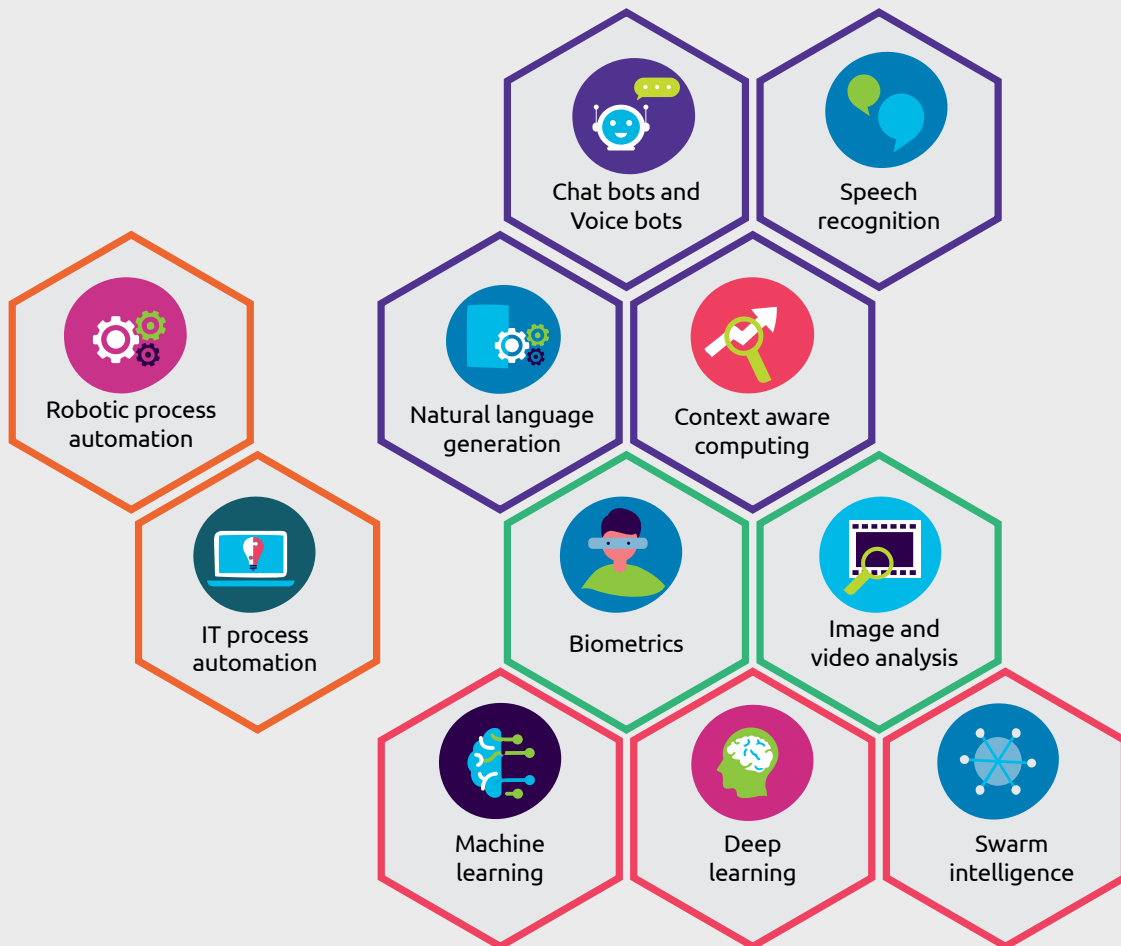 Chat bots and
Voice bots
Speech
recognition
Robotic process
automation
Natural language
generation
Context aware
computing
IT process
automation
Biometrics
Image and
video analysis
Machine
learning
Deep
learning
Swarm
intelligence